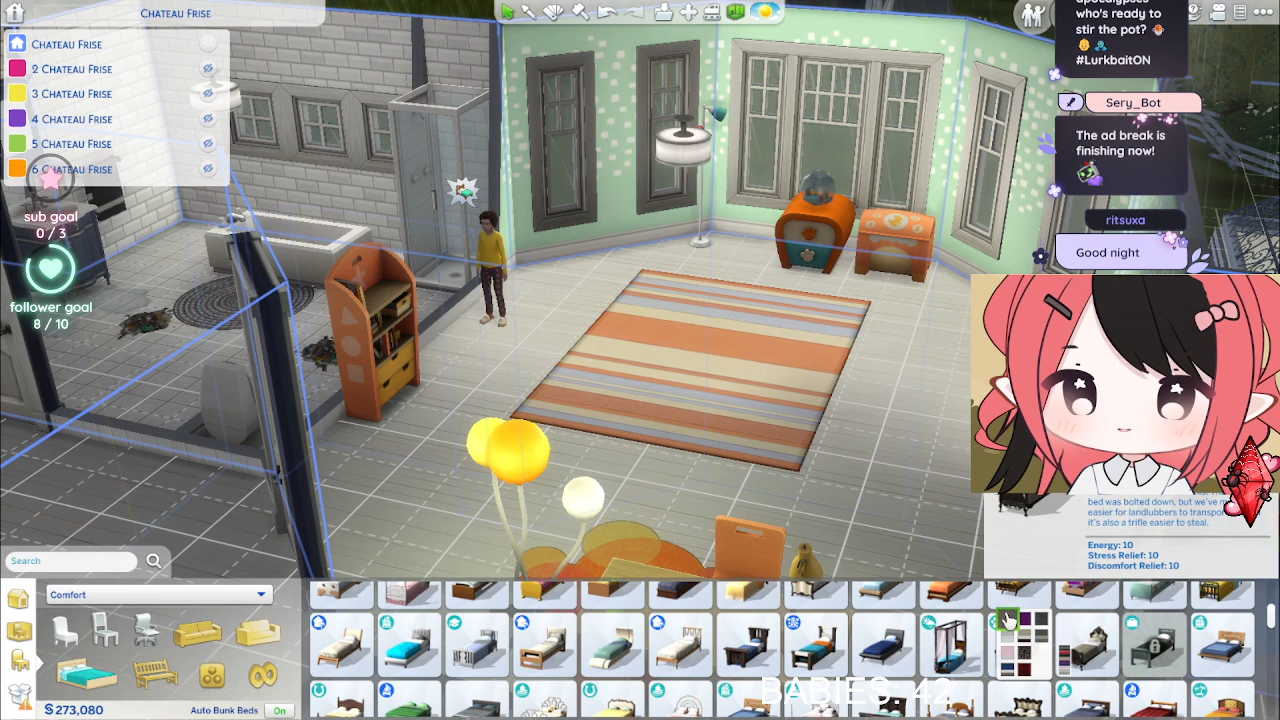 CHATEAU FRISE
CHATEAU FRISE
2 CHATEAU FRISE
3 CHATEAU FRISE
4 CHATEAU FRISE
5 CHATEAU FRISE
6 CHATEAU FRISE
sub goal
0 / 3
follower goal
8 / 10
who's ready to
stir the pot?
#LurkbaitON
Sery_Bot
The ad break is
finishing now!
ritsuxa
Good night
bed was bolted down, but we've
easier for landlubbers to
it's also a trifle easier to steal.
Energy: 10
Stress Relief: 10
Discomfort Relief: 10
Search
Comfort
$273,080
Auto Bunk Beds
On
BABIES: 42